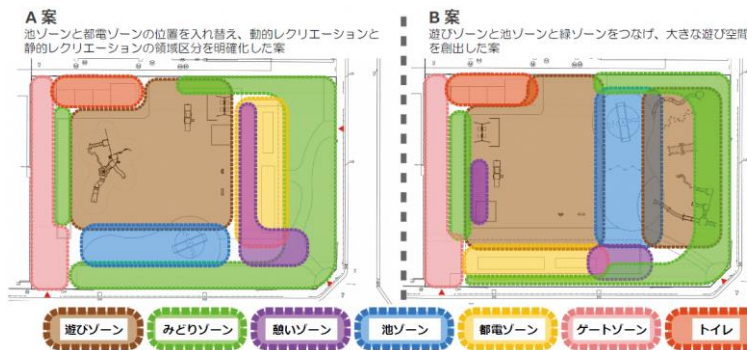 A案
池ゾーンと都電ゾーンの位置を入れ替え、動的レクリエーションと
静的レクリエーションの領域区分を明確化した案
B案
遊びゾーンと池ゾーンと緑ゾーンをつなげ、大きな遊び空間
を創出した案
遊びゾーン
みどりゾーン
憩いゾーン
池ゾーン
都電ゾーン
ゲートゾーン
トイレ